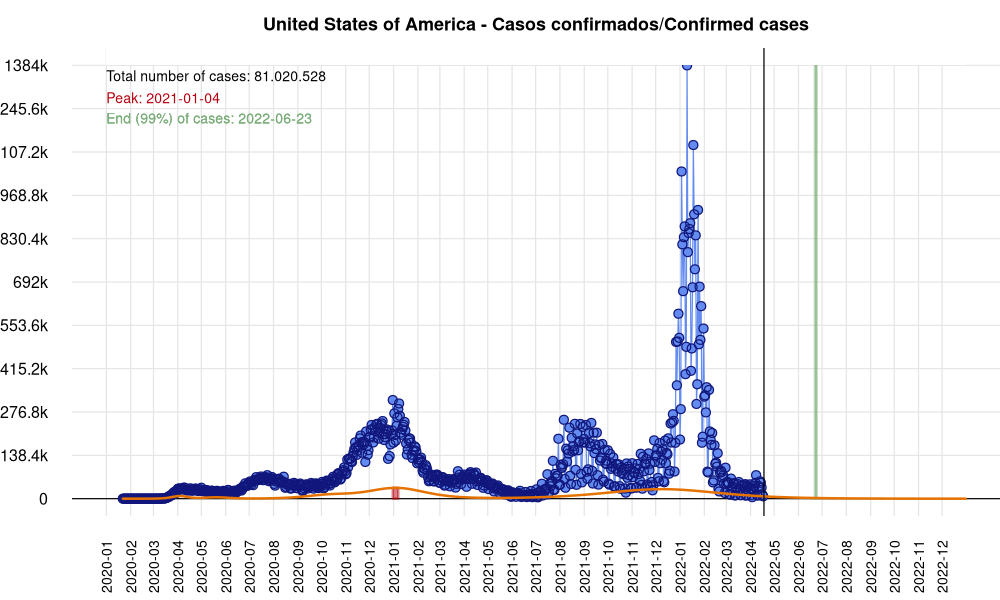 United States of America - Casos confirmados/Confirmed cases
Total number of cases: 81.020.528
Peak: 2021-01-04
End (99%) of cases: 2022-06-23
1384k
245.6k
107.2k
968.8k
830.4k
692k
553.6k
415.2k
276.8k
138.4k
0
2020-01
2020-02
2020-03
2020-04
2020-05
2020-06
2020-07
2020-08
2020-09
2020-10
2020-11
2020-12
2021-01
2021-02
2021-03
2021-04
2021-05
2021-06
2021-07
2021-08
2021-09
2021-10
2021-11
2021-12
2022-01
2022-02
2022-03
2022-04
2022-05
2022-06
2022-07
2022-08
2022-09
2022-10
2022-11
2022-12